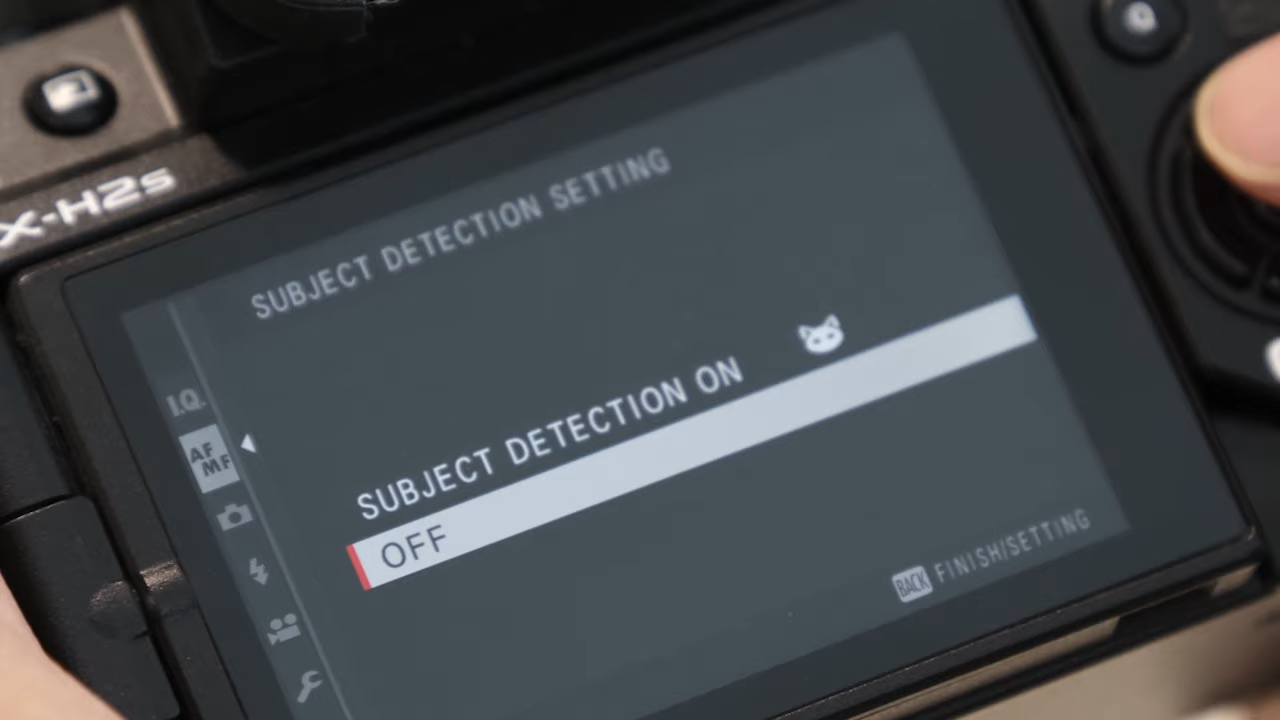 X-H2S
SUBJECT DETECTION SETTING
I.Q.
AF
MF
SUBJECT DETECTION ON
OFF
BACK FINISH/SETTING